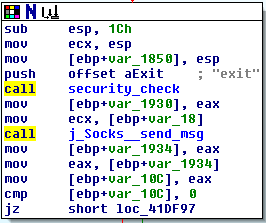 sub esp, 1Ch
mov ecx, esp
mov [ebp+var_1850], esp
push offset aExit ; "exit"
call security_check
mov [ebp+var_1930], eax
mov ecx, [ebp+var_18]
call j_Socks__send_msg
mov [ebp+var_1934], eax
mov eax, [ebp+var_1934]
mov [ebp+var_10C], eax
cmp [ebp+var_10C], 0
jz short loc_41DF97